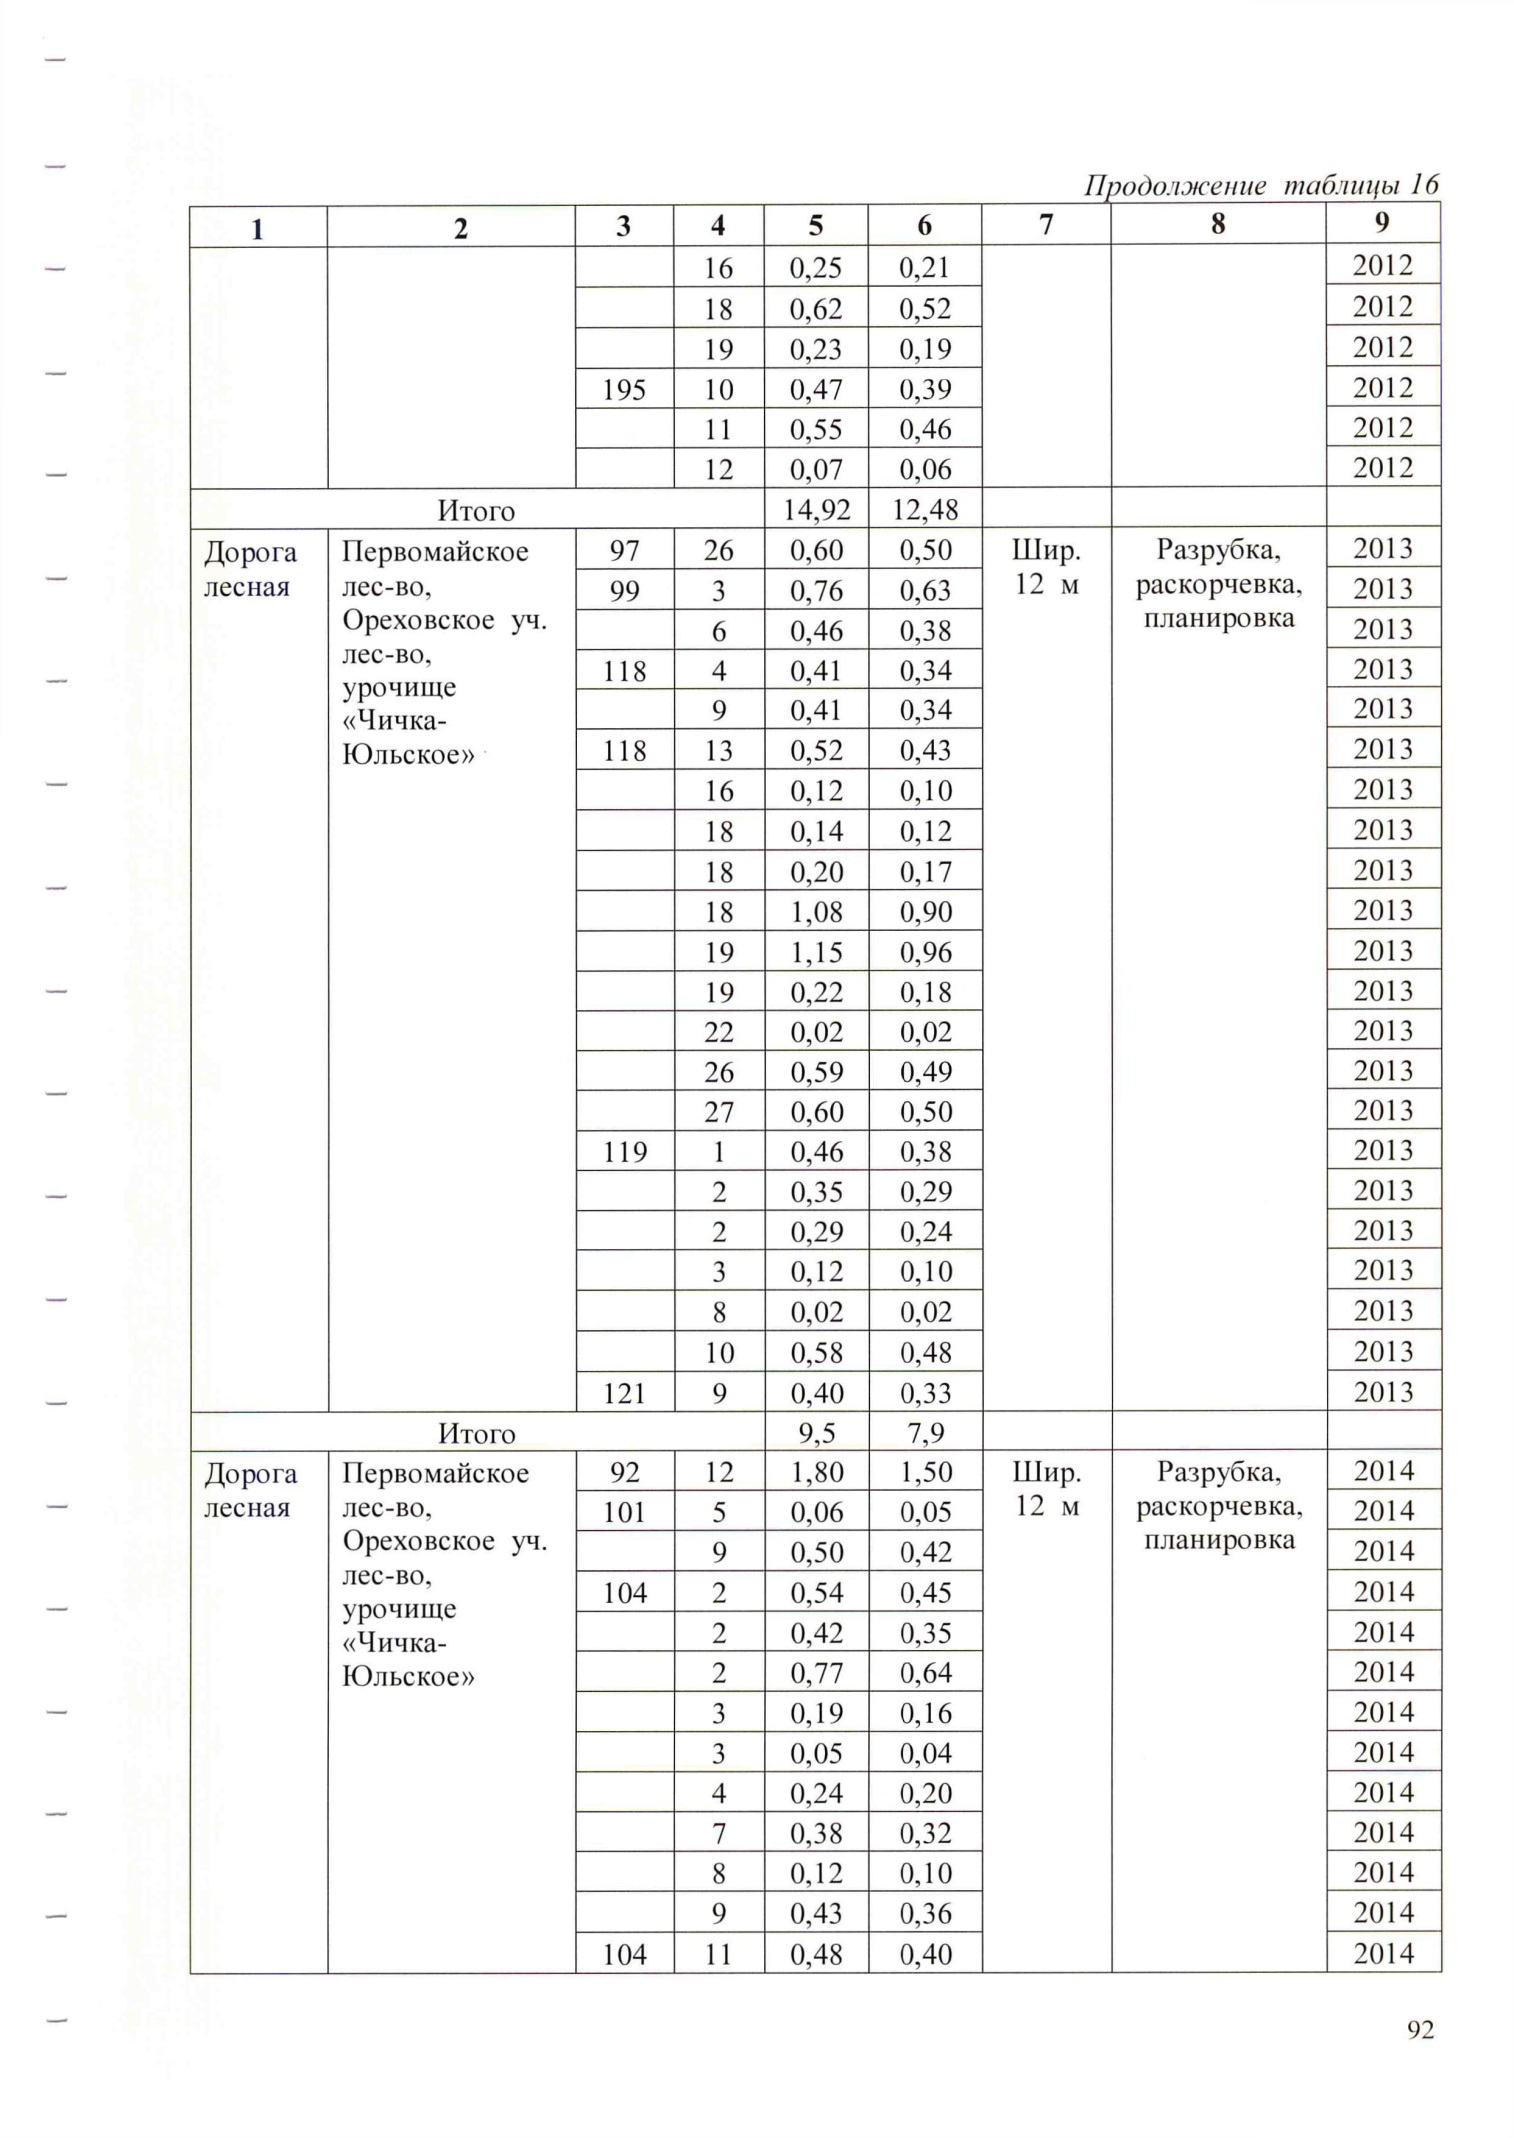 Продолжение таблицы 16
1 2 3 4 5 6 7 8 9
16 0,25 0,21 2012
18 0,62 0,52 2012
19 0,23 0,19 2012
195 10 0,47 0,39 2012
11 0,55 0,46 2012
12 0,07 0,06 2012
Итого 14,92 12,48
Дорога Первомайское 97 26 0,60 0,50 Шир. Разрубка, 2013
лесная лес-во, 99 3 0,76 0,63 12 м раскорчевка, 2013
Ореховское уч. 6 0,46 0,38 планировка 2013
лес-во, 118 4 0,41 0,34 2013
урочище 9 0,41 0,34 2013
«Чичка-
Юльское» 118 13 0,52 0,43 2013
16 0,12 0,10 2013
18 0,14 0,12 2013
18 0,20 0,17 2013
18 1,08 0,90 2013
19 1,15 0,96 2013
19 0,22 0,18 2013
22 0,02 0,02 2013
26 0,59 0,49 2013
27 0,60 0,50 2013
119 1 0,46 0,38 2013
2 0,35 0,29 2013
2 0,29 0,24 2013
3 0,12 0,10 2013
8 0,02 0,02 2013
10 0,58 0,48 2013
121 9 0,40 0,33 2013
Итого 9,5 7,9
Дорога Первомайское 92 12 1,80 1,50 Шир. Разрубка, 2014
лесная лес-во, 101 5 0,06 0,05 12 м раскорчевка, 2014
Ореховское уч. 9 0,50 0,42 планировка 2014
лес-во, 104 2 0,54 0,45 2014
урочище 2 0,42 0,35 2014
«Чичка-
Юльское» 2 0,77 0,64 2014
3 0,19 0,16 2014
3 0,05 0,04 2014
4 0,24 0,20 2014
7 0,38 0,32 2014
8 0,12 0,10 2014
9 0,43 0,36 2014
104 11 0,48 0,40 2014
92